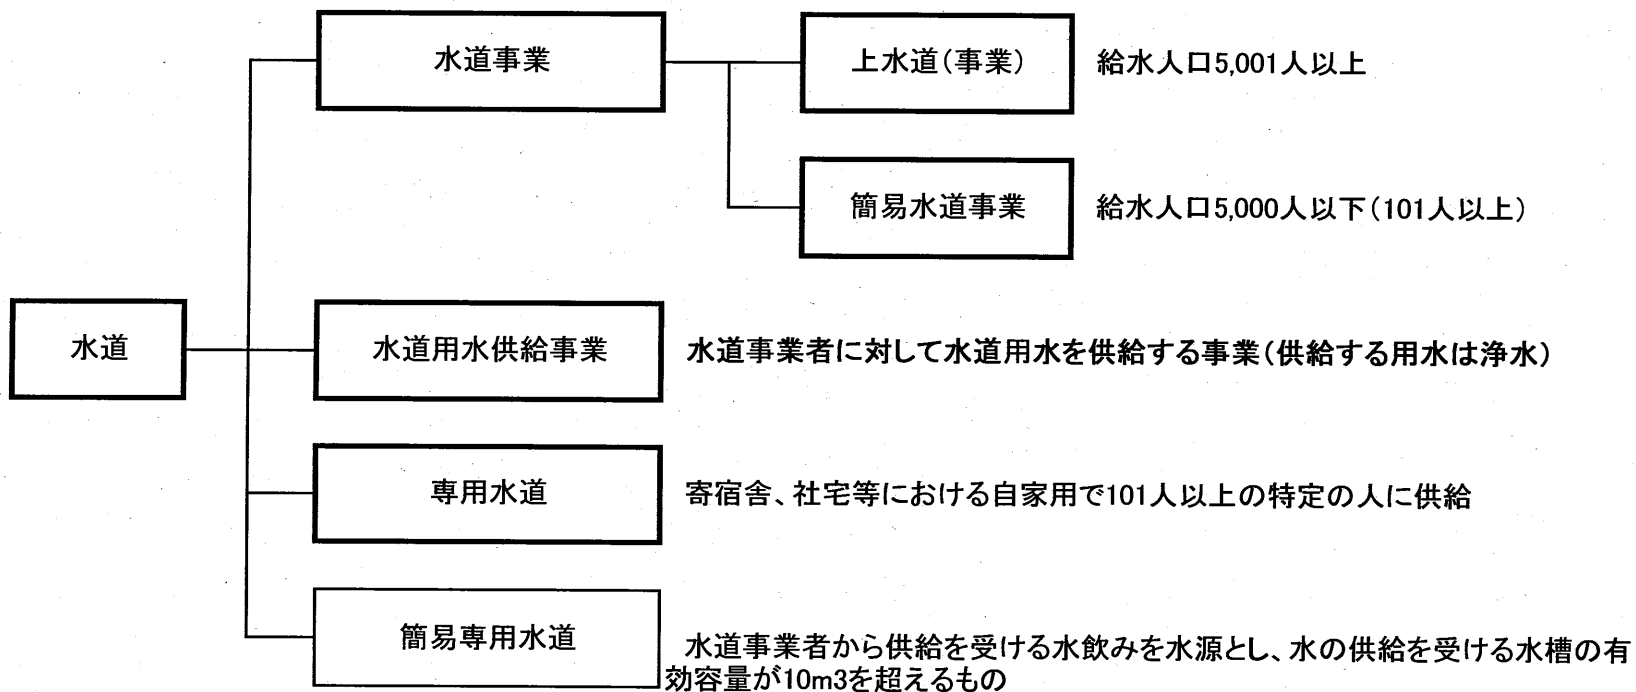 水道事業
上水道(事業)
給水人口5,001人以上
簡易水道事業
給水人口5,000人以下(101人以上)
水道
水道用水供給事業
水道事業者に対して水道用水を供給する事業(供給する用水は浄水)
専用水道
寄宿舎、社宅等における自家用で101人以上の特定の人に供給
簡易専用水道
水道事業者から供給を受ける水飲みを水源とし、水の供給を受ける水槽の有
効容量が10m3を超えるもの